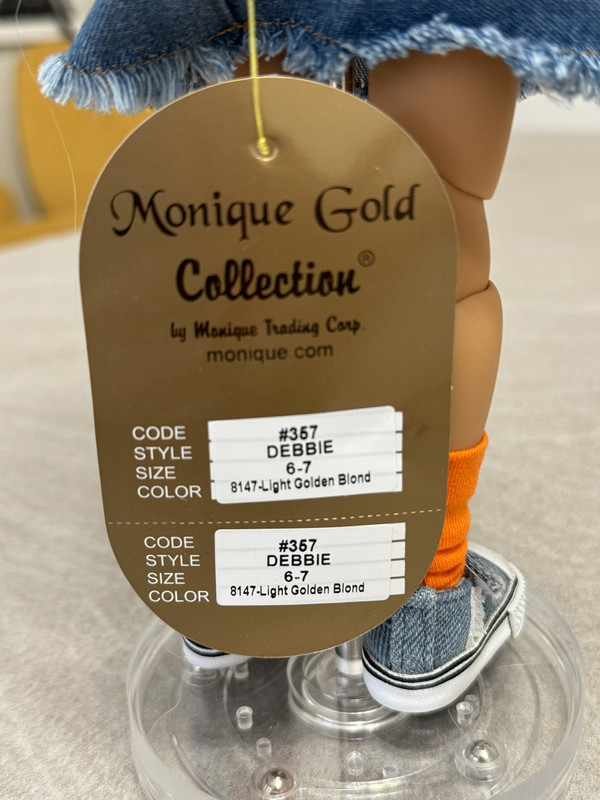 Monique Gold
Collection®
by Monique Trading Corp.
monique.com
CODE #357
STYLE DEBBIE
SIZE 6-7
COLOR 8147-Light Golden Blond
CODE #357
STYLE DEBBIE
SIZE 6-7
COLOR 8147-Light Golden Blond